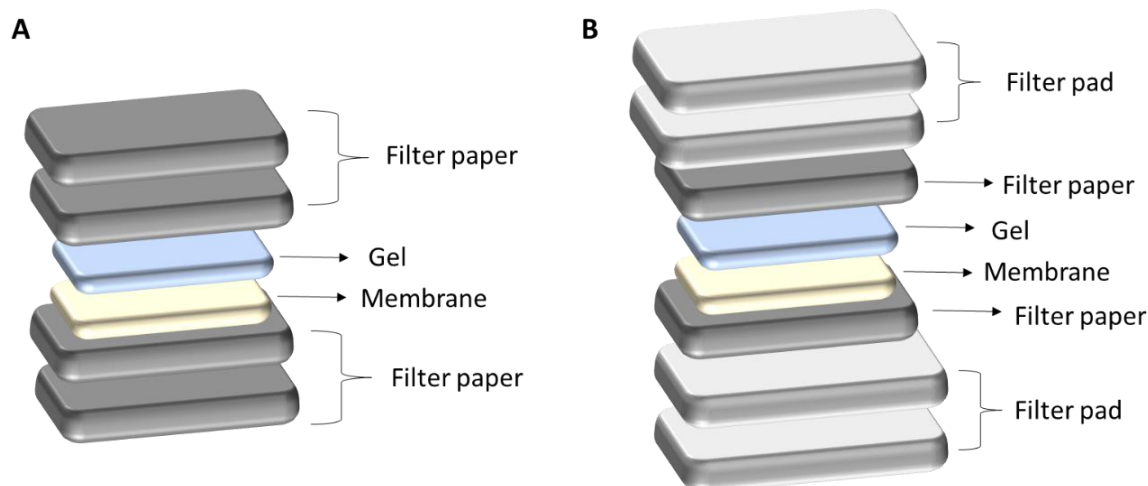 A
Filter paper
Gel
Membrane
Filter paper
B
Filter pad
Filter paper
Gel
Membrane
Filter paper
Filter pad